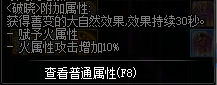 <破晓>附加属性:
获得善变的大自然效果,效果持续30秒。
- 赋予火属性
- 火属性攻击增加10%
查看普通属性(F8)